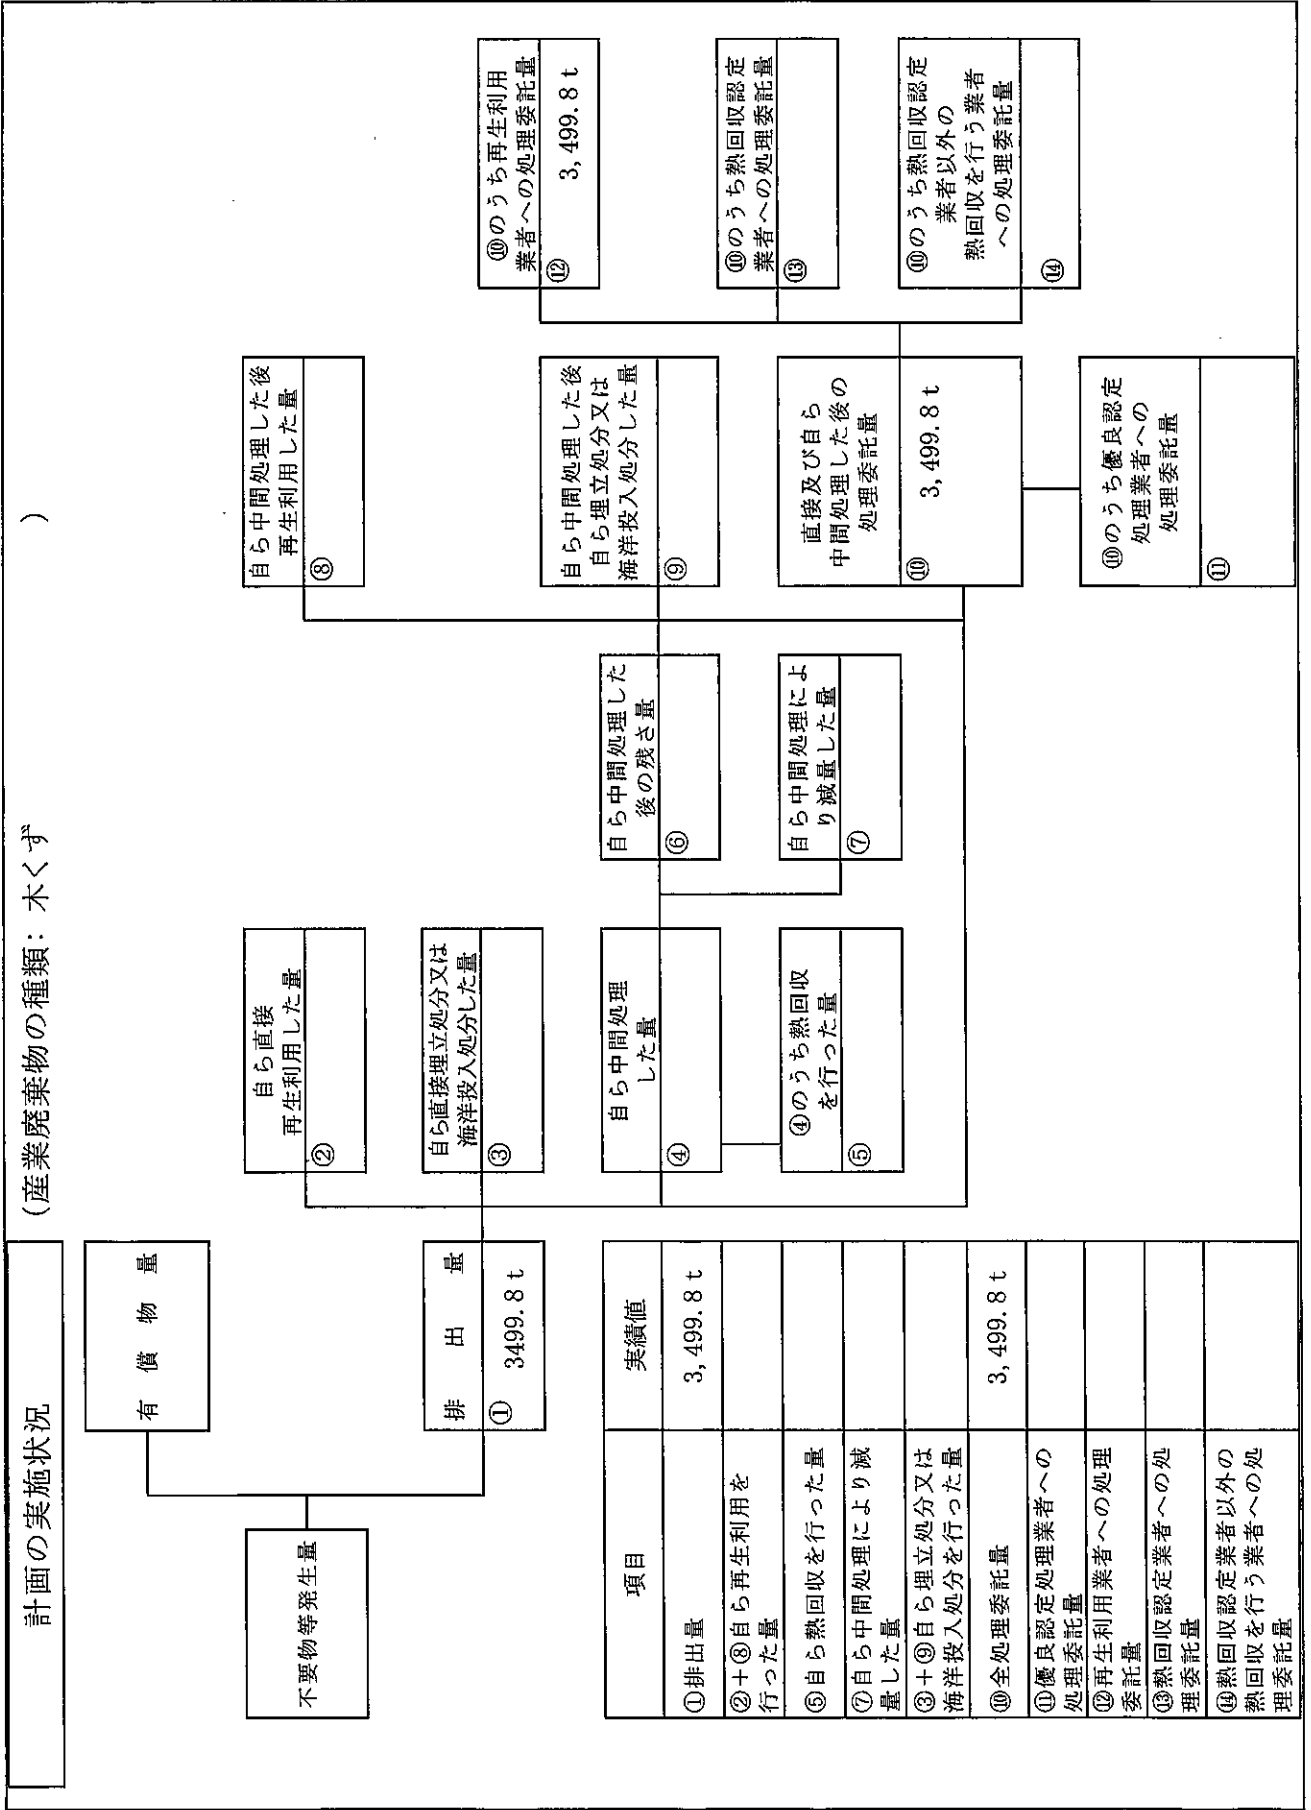 計画の実施状況
(産業廃棄物の種類：木くず　　　　　　)
不要物等発生量
有償物量
排出量
① 3499.8 t
自ら直接
再生利用した量
②
自ら直接埋立処分又は
海洋投入処分した量
③
自ら中間処理
した量
④
④のうち熱回収
を行った量
⑤
自ら中間処理した
後の残さ量
⑥
自ら中間処理によ
り減量した量
⑦
自ら中間処理した後
再生利用した量
⑧
自ら中間処理した後
自ら埋立処分又は
海洋投入処分した量
⑨
直接及び自ら
中間処理した後の
処理委託量
⑩ 3,499.8 t
⑩のうち優良認定
処理業者への
処理委託量
⑪
⑩のうち再生利用
業者への処理委託量
⑫ 3,499.8 t
⑩のうち熱回収認定
業者への処理委託量
⑬
⑩のうち熱回収認定
業者以外の
熱回収を行う業者
への処理委託量
⑭
項目 実績値
①排出量 3,499.8 t
②＋⑧自ら再生利用を
行った量
⑤自ら熱回収を行った量
⑦自ら中間処理により減
量した量
③＋⑨自ら埋立処分又は
海洋投入処分を行った量
⑩全処理委託量 3,499.8 t
⑪優良認定処理業者への
処理委託量
⑫再生利用業者への処理
委託量
⑬熱回収認定業者への処
理委託量
⑭熱回収認定業者以外の
熱回収を行う業者への処
理委託量